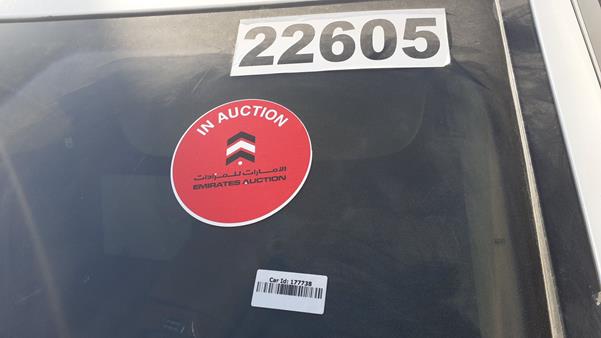 22605
IN AUCTION
الامارات للمزادات
EMIRATES AUCTION
Car Id: 177738